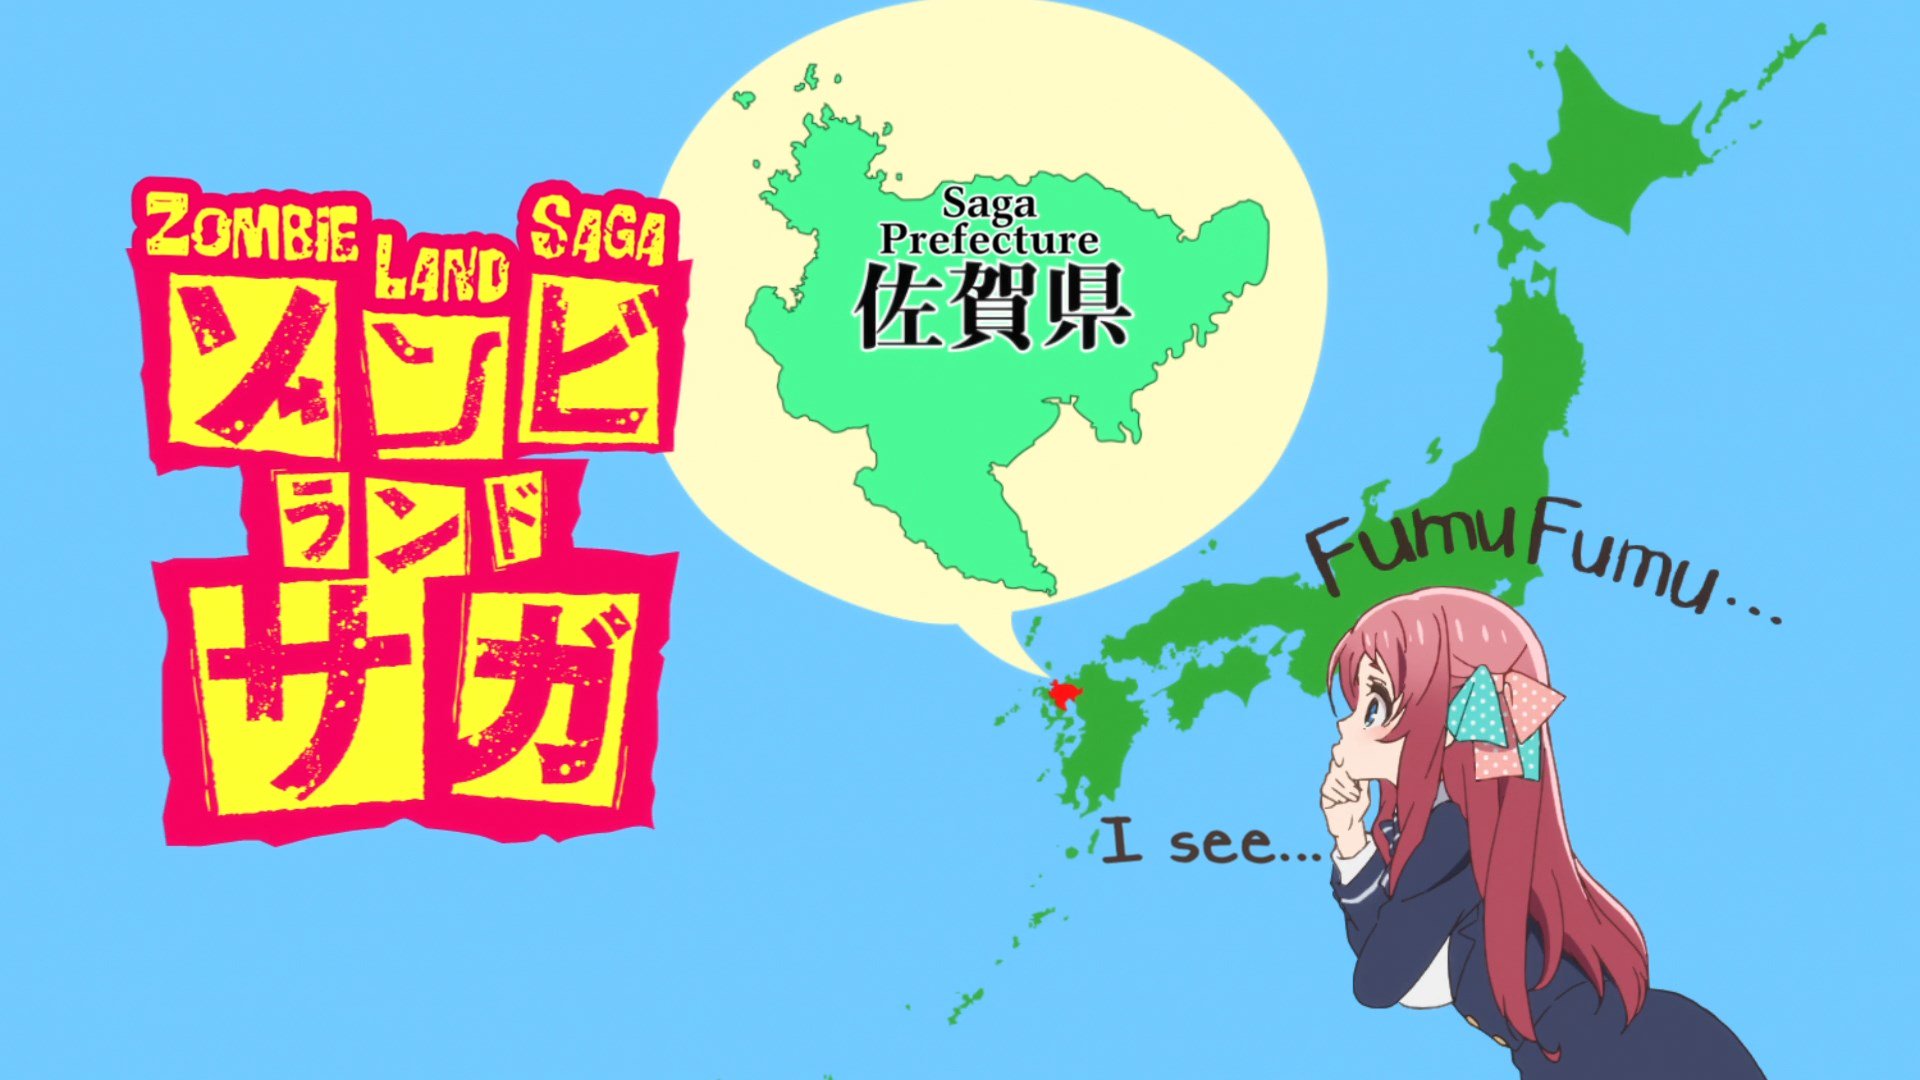 ZOMBIE
LAND
SAGA
ゾンビ
ランド
サガ
Saga
Prefecture
佐賀県
FumuFumu...
I see...